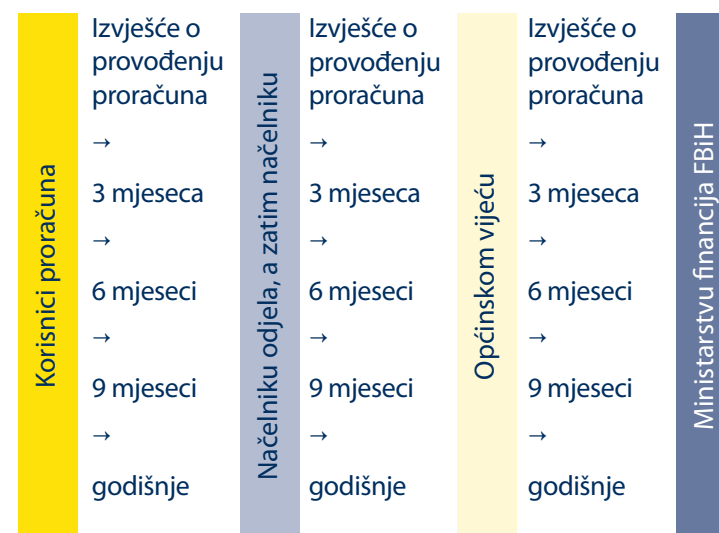 Korisnici proračuna
Izvješće o
provođenju
proračuna
→
3 mjeseca
→
6 mjeseci
→
9 mjeseci
→
godišnje
Načelniku odjela, a zatim načelniku
Izvješće o
provođenju
proračuna
→
3 mjeseca
→
6 mjeseci
→
9 mjeseci
→
godišnje
Općinskom vijeću
Izvješće o
provođenju
proračuna
→
3 mjeseca
→
6 mjeseci
→
9 mjeseci
→
godišnje
Ministarstvu financija FBiH